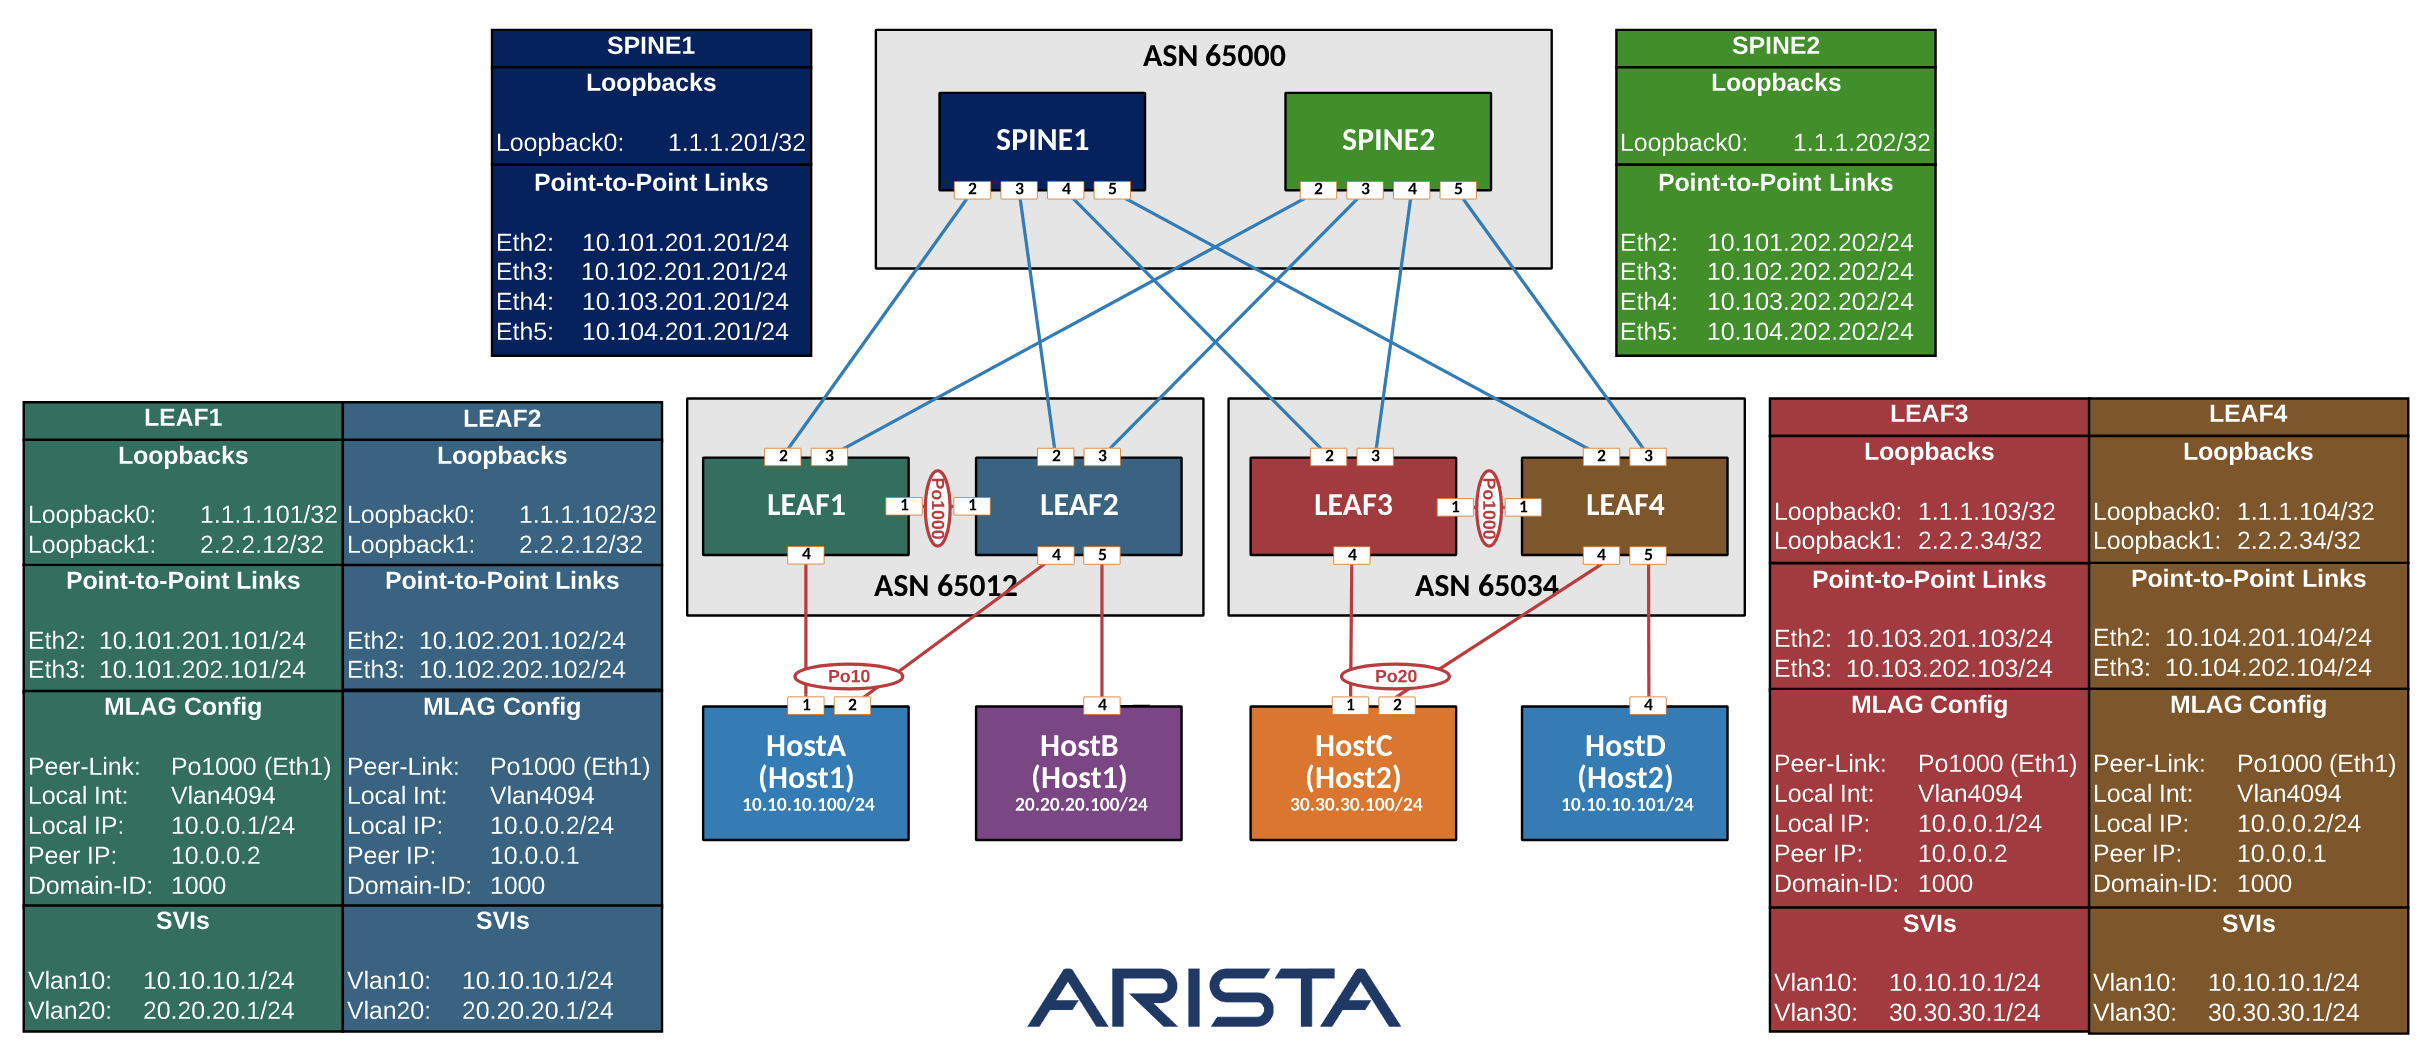 SPINE1
Loopbacks
Loopback0: 1.1.1.201/32
Point-to-Point Links
Eth2: 10.101.201.201/24
Eth3: 10.102.201.201/24
Eth4: 10.103.201.201/24
Eth5: 10.104.201.201/24
ASN 65000
SPINE1
SPINE2
2 3 4 5
2 3 4 5
SPINE2
Loopbacks
Loopback0: 1.1.1.202/32
Point-to-Point Links
Eth2: 10.101.202.202/24
Eth3: 10.102.202.202/24
Eth4: 10.103.202.202/24
Eth5: 10.104.202.202/24
LEAF1
Loopbacks
Loopback0: 1.1.1.101/32
Loopback1: 2.2.2.12/32
Point-to-Point Links
Eth2: 10.101.201.101/24
Eth3: 10.101.202.101/24
MLAG Config
Peer-Link: Po1000 (Eth1)
Local Int: Vlan4094
Local IP: 10.0.0.1/24
Peer IP: 10.0.0.2
Domain-ID: 1000
SVIs
Vlan10: 10.10.10.1/24
Vlan20: 20.20.20.1/24
LEAF2
Loopbacks
Loopback0: 1.1.1.102/32
Loopback1: 2.2.2.12/32
Point-to-Point Links
Eth2: 10.102.201.102/24
Eth3: 10.102.202.102/24
MLAG Config
Peer-Link: Po1000 (Eth1)
Local Int: Vlan4094
Local IP: 10.0.0.2/24
Peer IP: 10.0.0.1
Domain-ID: 1000
SVIs
Vlan10: 10.10.10.1/24
Vlan20: 20.20.20.1/24
2 3
2 3
LEAF1
1
Po1000
1
LEAF2
4
4 5
ASN 65012
2 3
2 3
LEAF3
1
Po1000
1
LEAF4
4
4 5
ASN 65034
Po10
Po20
1 2
4
1 2
4
HostA
(Host1)
10.10.10.100/24
HostB
(Host1)
20.20.20.100/24
HostC
(Host2)
30.30.30.100/24
HostD
(Host2)
10.10.10.101/24
LEAF3
Loopbacks
Loopback0: 1.1.1.103/32
Loopback1: 2.2.2.34/32
Point-to-Point Links
Eth2: 10.103.201.103/24
Eth3: 10.103.202.103/24
MLAG Config
Peer-Link: Po1000 (Eth1)
Local Int: Vlan4094
Local IP: 10.0.0.1/24
Peer IP: 10.0.0.2
Domain-ID: 1000
SVIs
Vlan10: 10.10.10.1/24
Vlan30: 30.30.30.1/24
LEAF4
Loopbacks
Loopback0: 1.1.1.104/32
Loopback1: 2.2.2.34/32
Point-to-Point Links
Eth2: 10.104.201.104/24
Eth3: 10.104.202.104/24
MLAG Config
Peer-Link: Po1000 (Eth1)
Local Int: Vlan4094
Local IP: 10.0.0.2/24
Peer IP: 10.0.0.1
Domain-ID: 1000
SVIs
Vlan10: 10.10.10.1/24
Vlan30: 30.30.30.1/24
ARISTA